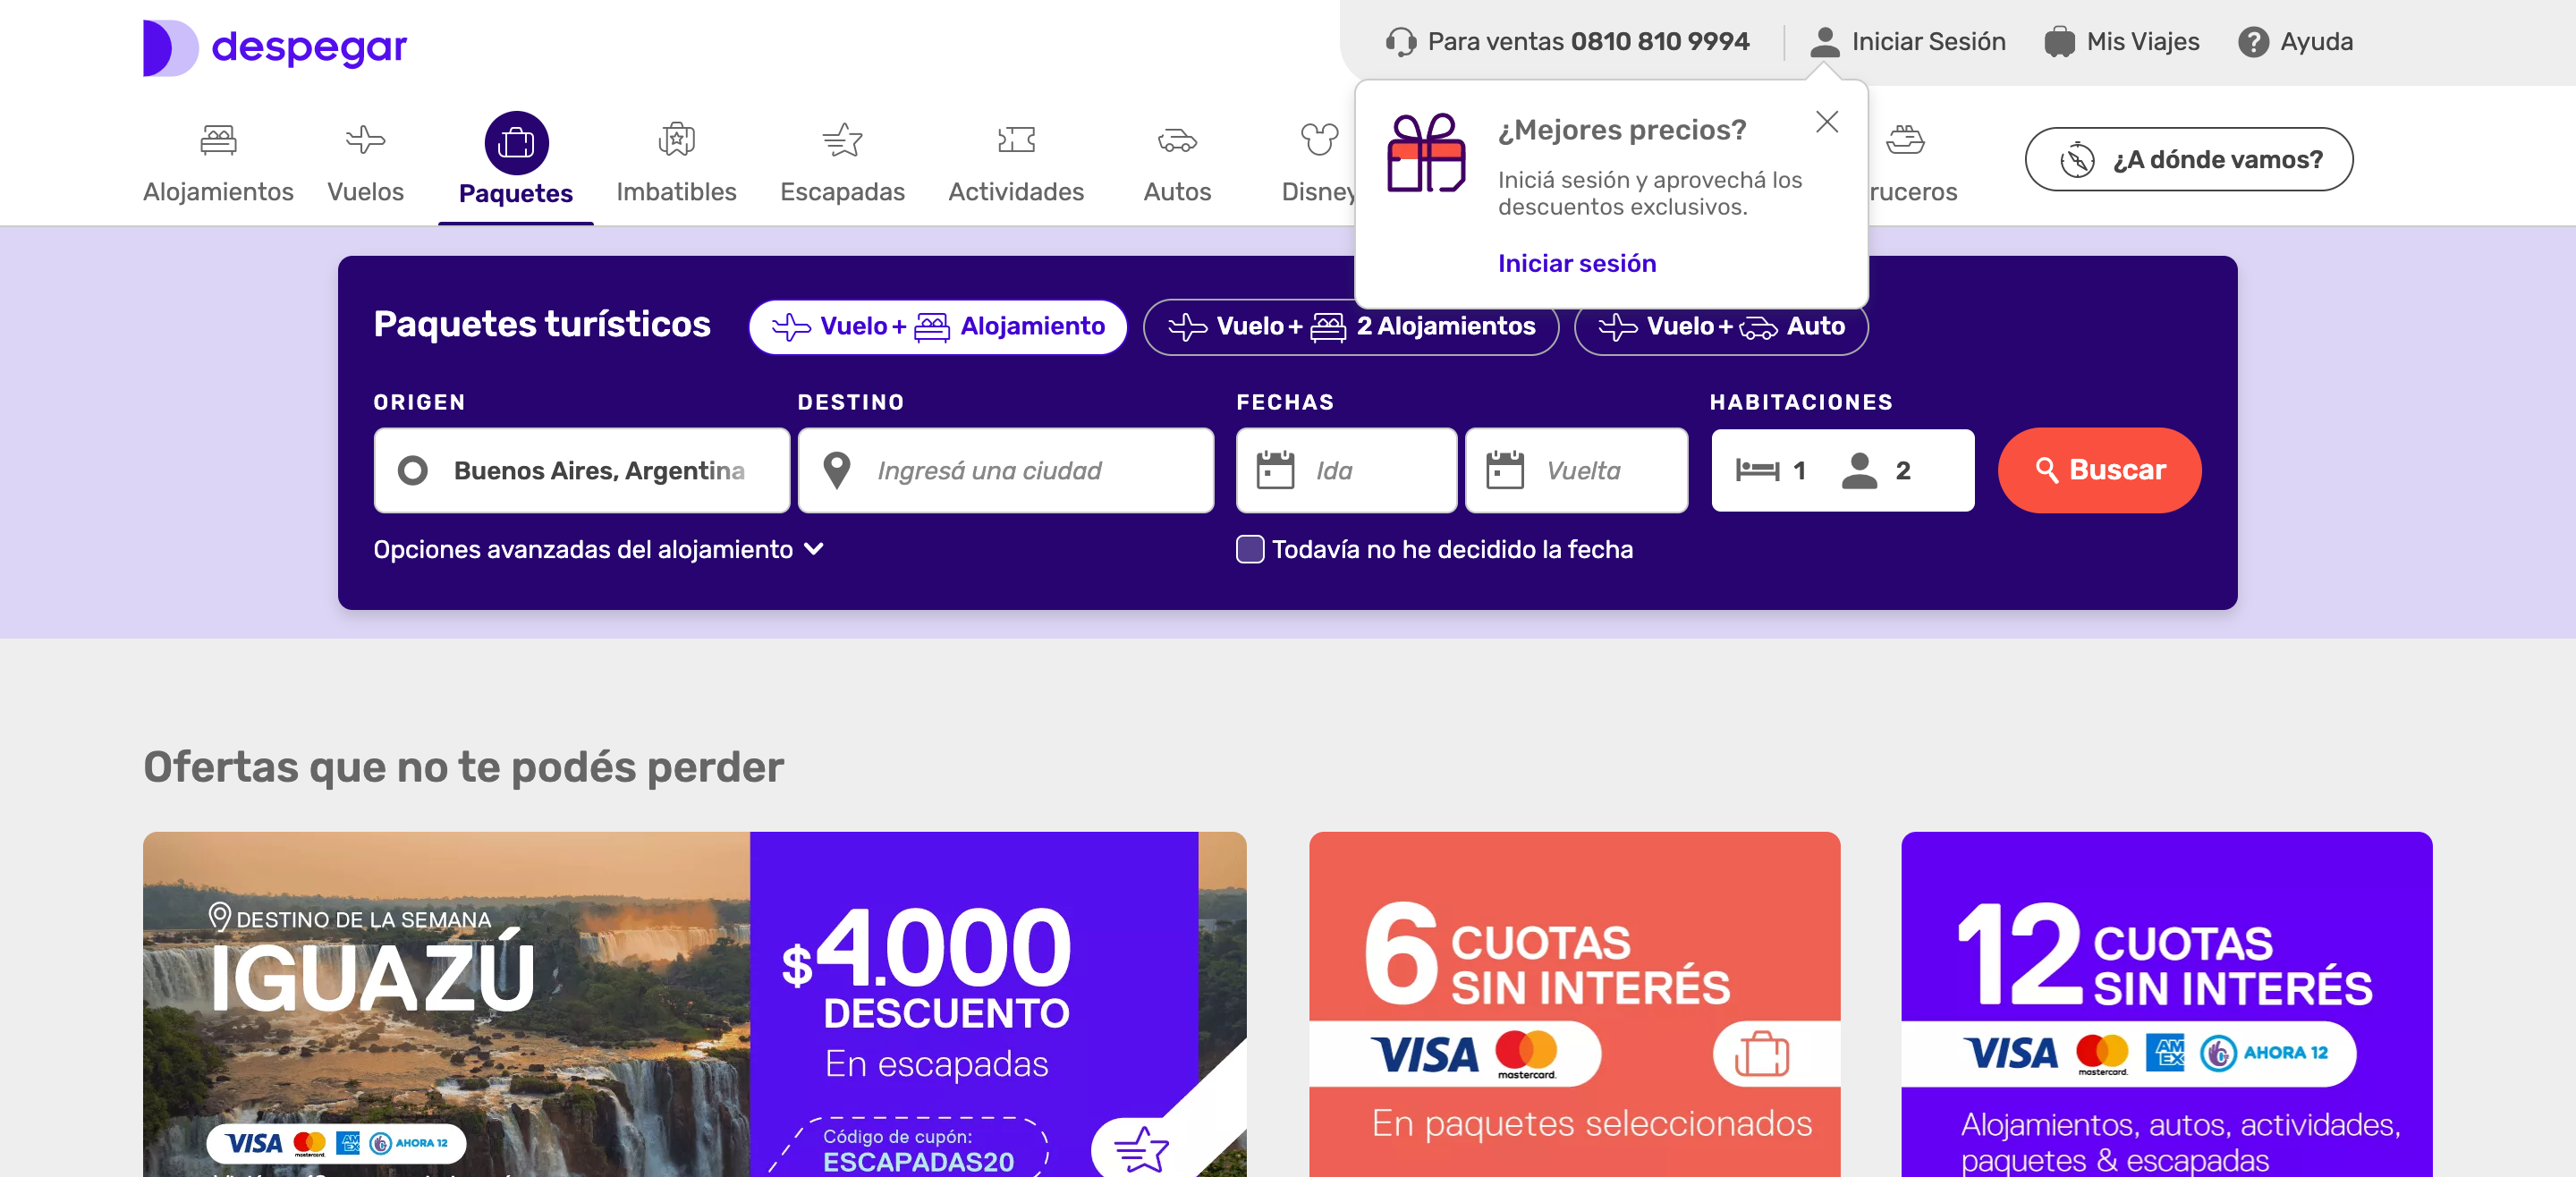 despegar
Para ventas 0810 810 9994
Iniciar Sesión
Mis Viajes
Ayuda
Alojamientos
Vuelos
Paquetes
Imbatibles
Escapadas
Actividades
Autos
Disney
ruceros
¿A dónde vamos?
¿Mejores precios?
Iniciá sesión y aprovechá los
descuentos exclusivos.
Iniciar sesión
Paquetes turísticos
Vuelo + Alojamiento
Vuelo + 2 Alojamientos
Vuelo + Auto
ORIGEN
DESTINO
FECHAS
HABITACIONES
Buenos Aires, Argentina
Ingresá una ciudad
Ida
Vuelta
1
2
Buscar
Opciones avanzadas del alojamiento
Todavía no he decidido la fecha
Ofertas que no te podés perder
DESTINO DE LA SEMANA
IGUAZÚ
VISA mastercard. AMEX AHORA 12
$4.000
DESCUENTO
En escapadas
Código de cupón:
ESCAPADAS20
6 CUOTAS
SIN INTERÉS
VISA mastercard.
En paquetes seleccionados
12 CUOTAS
SIN INTERÉS
VISA mastercard. AMEX AHORA 12
Alojamientos, autos, actividades,
paquetes & escapadas